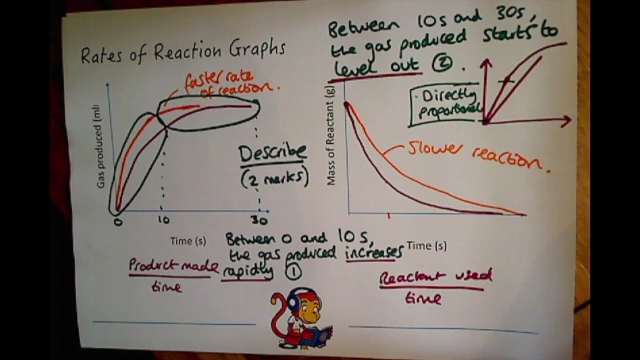 Rates of Reaction Graphs
faster rate
of reaction.
Gas produced (ml)
0
10
30
Time (s)
Describe
(2 marks)
Between 0 and 10s,
the gas produced increases
rapidly ①
Product made
time
Between 10s and 30s,
the gas produced starts to
level out ②.
Directly
proportional
Mass of Reactant (g)
Slower reaction.
Time (s)
Reactant used
time